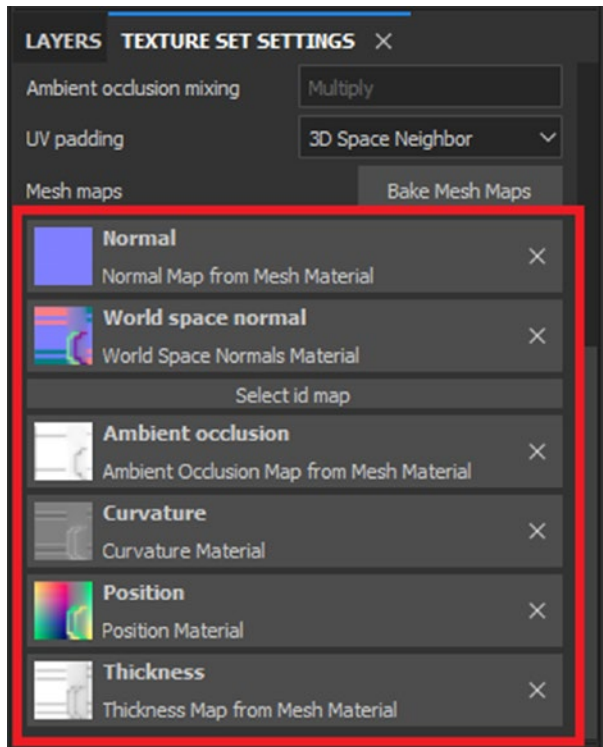 LAYERS TEXTURE SET SETTINGS
Ambient occlusion mixing Multiply
UV padding 3D Space Neighbor
Mesh maps Bake Mesh Maps
Normal
Normal Map from Mesh Material
World space normal
World Space Normals Material
Select id map
Ambient occlusion
Ambient Occlusion Map from Mesh Material
Curvature
Curvature Material
Position
Position Material
Thickness
Thickness Map from Mesh Material